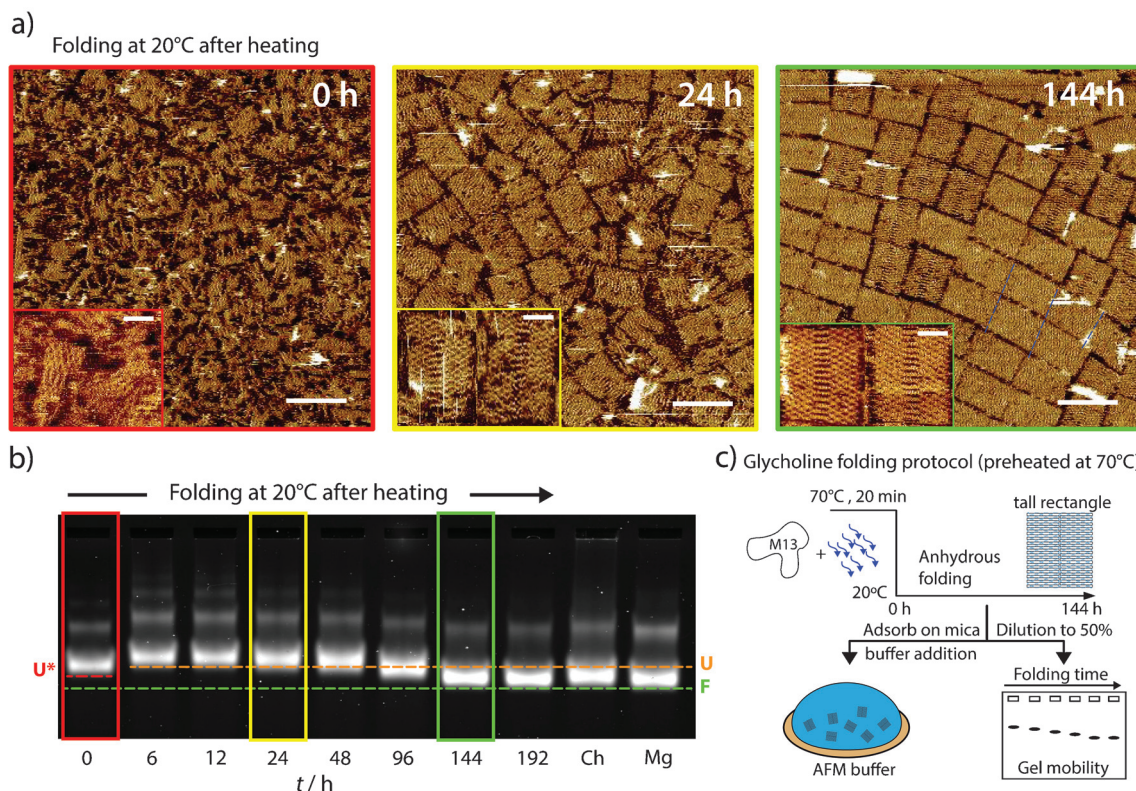 a)
Folding at 20°C after heating
0 h
24 h
144 h
b)
Folding at 20°C after heating
U*
U
F
0 6 12 24 48 96 144 192 Ch Mg
t / h
c) Glycholine folding protocol (preheated at 70°C)
70°C , 20 min
tall rectangle
M13
+
Anhydrous
folding
20°C
0 h
144 h
Adsorb on mica
Dilution to 50%
buffer addition
Folding time
AFM buffer
Gel mobility